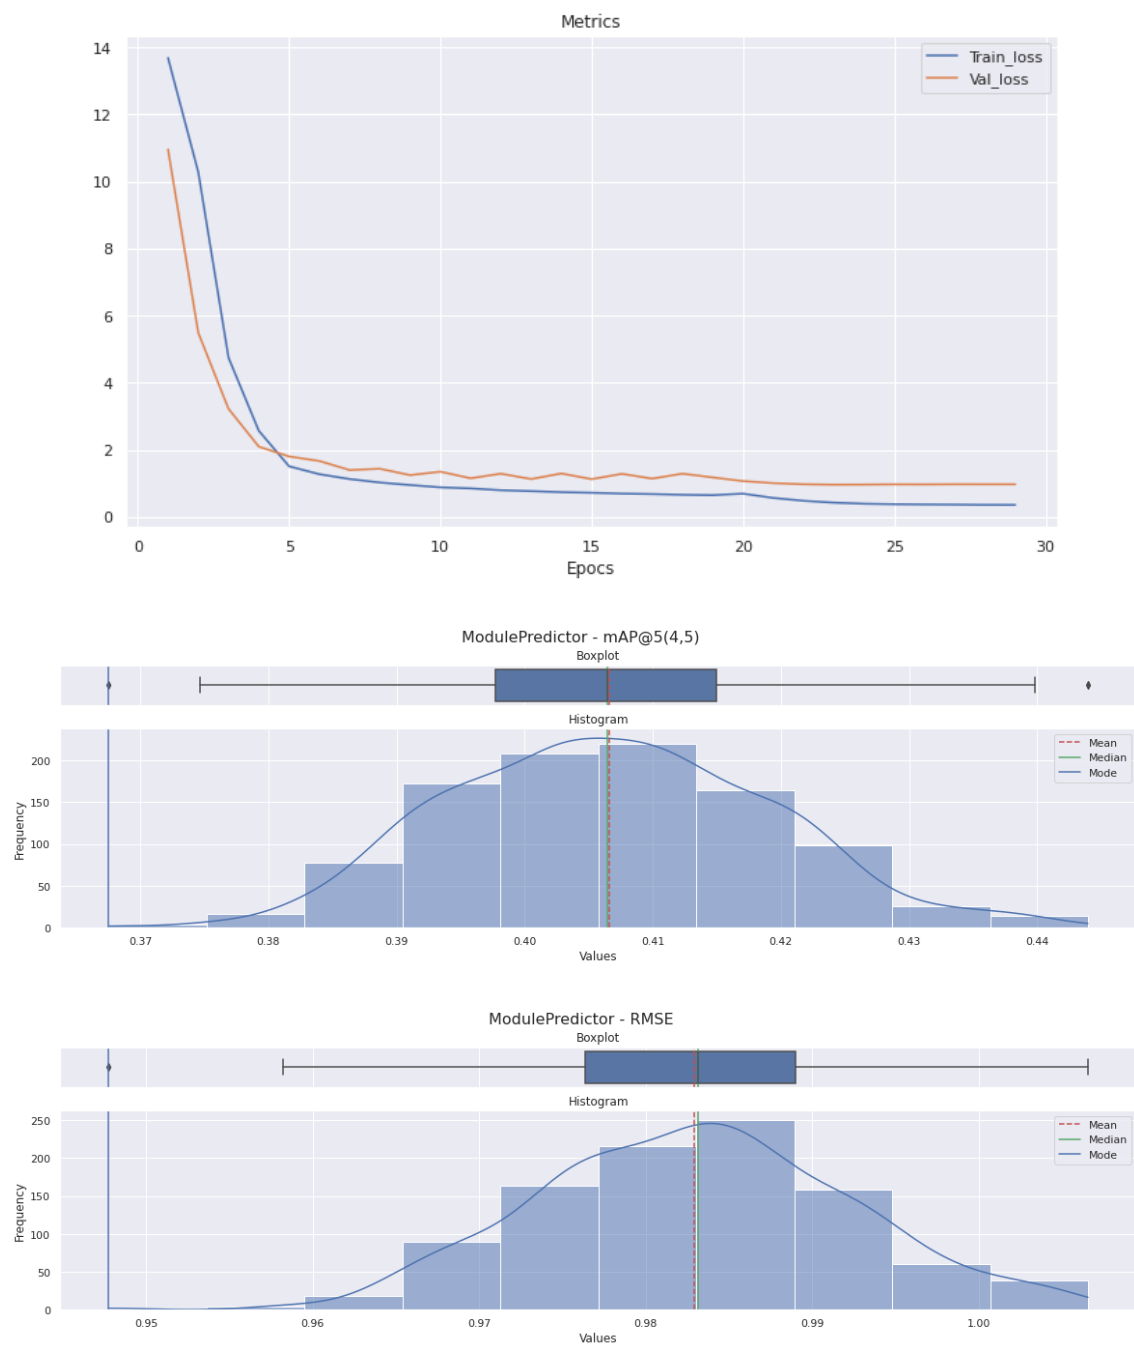 Metrics
14
12
10
8
6
4
2
0
Train_loss
Val_loss
0 5 10 15 20 25 30
Epocs
ModulePredictor - mAP@5(4,5)
Boxplot
Histogram
200
150
100
50
0
Frequency
Mean
Median
Mode
0.37 0.38 0.39 0.40 0.41 0.42 0.43 0.44
Values
ModulePredictor - RMSE
Boxplot
Histogram
250
200
150
100
50
0
Frequency
Mean
Median
Mode
0.95 0.96 0.97 0.98 0.99 1.00
Values